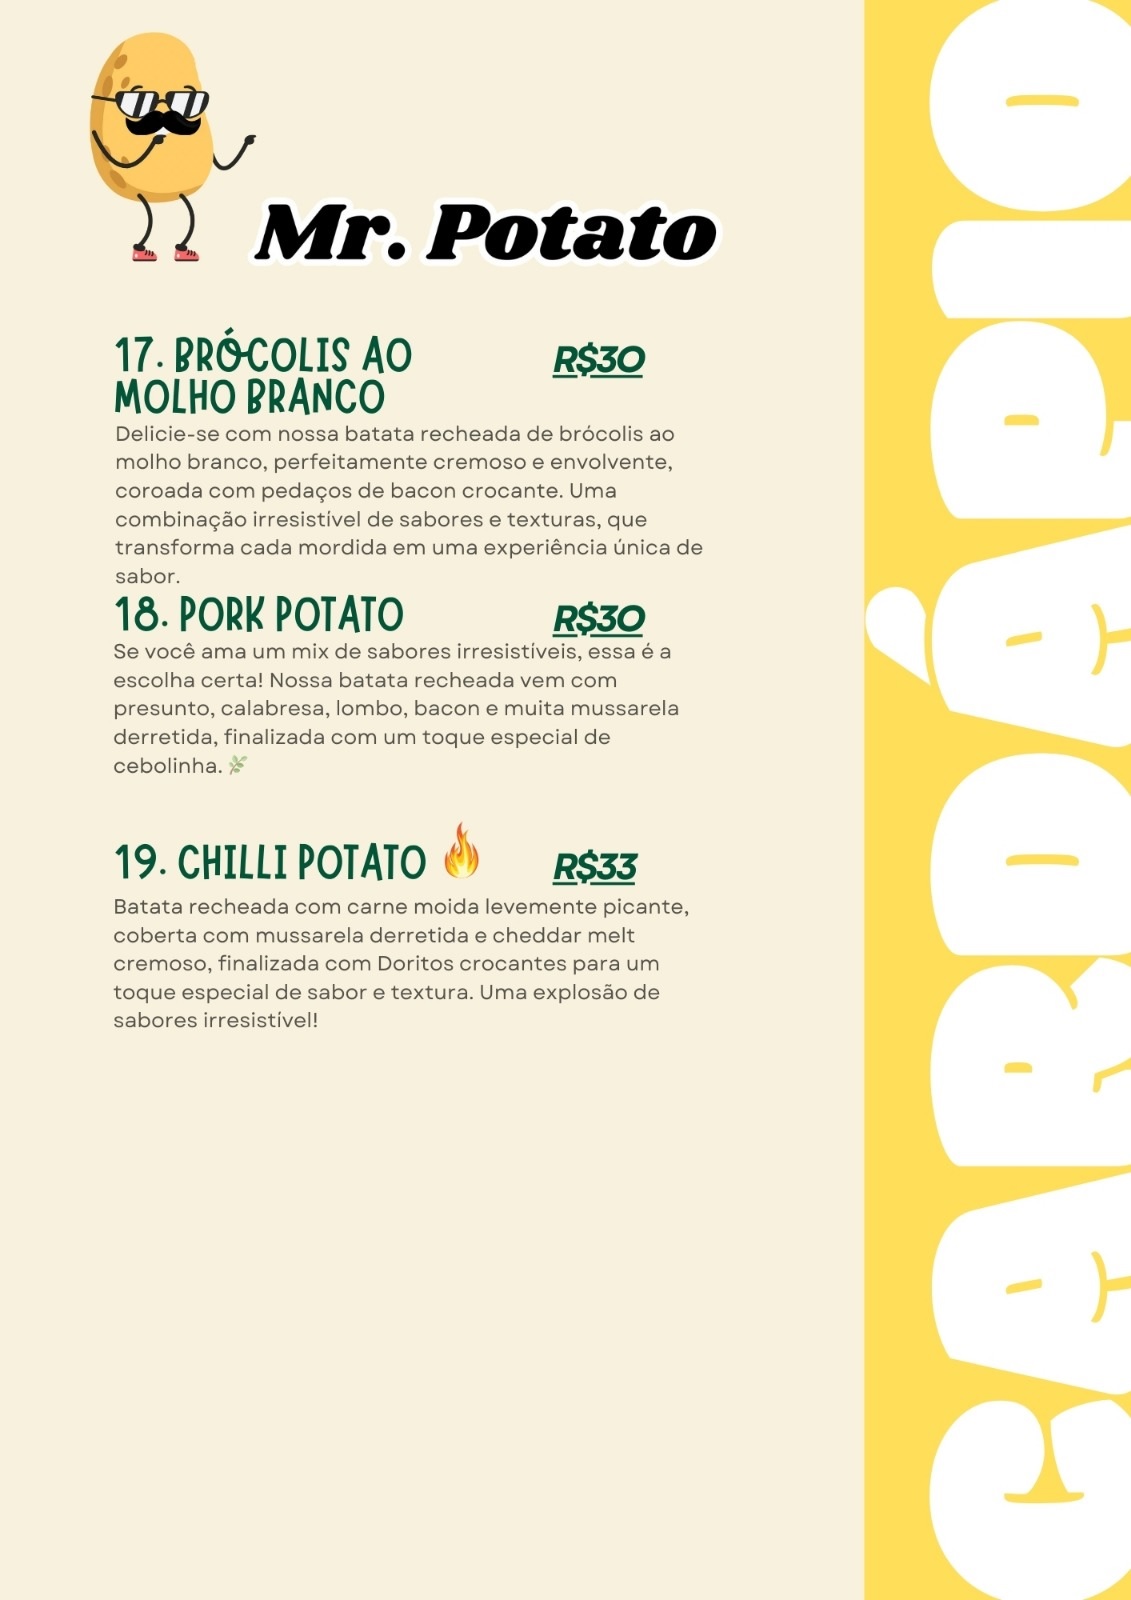 Mr. Potato
17. BRÓCOLIS AO
MOLHO BRANCO
R$30
Delicie-se com nossa batata recheada de brócolis ao
molho branco, perfeitamente cremoso e envolvente,
coroada com pedaços de bacon crocante. Uma
combinação irresistível de sabores e texturas, que
transforma cada mordida em uma experiência única de
sabor.
18. PORK POTATO
R$30
Se você ama um mix de sabores irresistíveis, essa é a
escolha certa! Nossa batata recheada vem com
presunto, calabresa, lombo, bacon e muita mussarela
derretida, finalizada com um toque especial de
cebolinha. 🌿
19. CHILLI POTATO 🔥
R$33
Batata recheada com carne moida levemente picante,
coberta com mussarela derretida e cheddar melt
cremoso, finalizada com Doritos crocantes para um
toque especial de sabor e textura. Uma explosão de
sabores irresistível!
CARDÁPIO